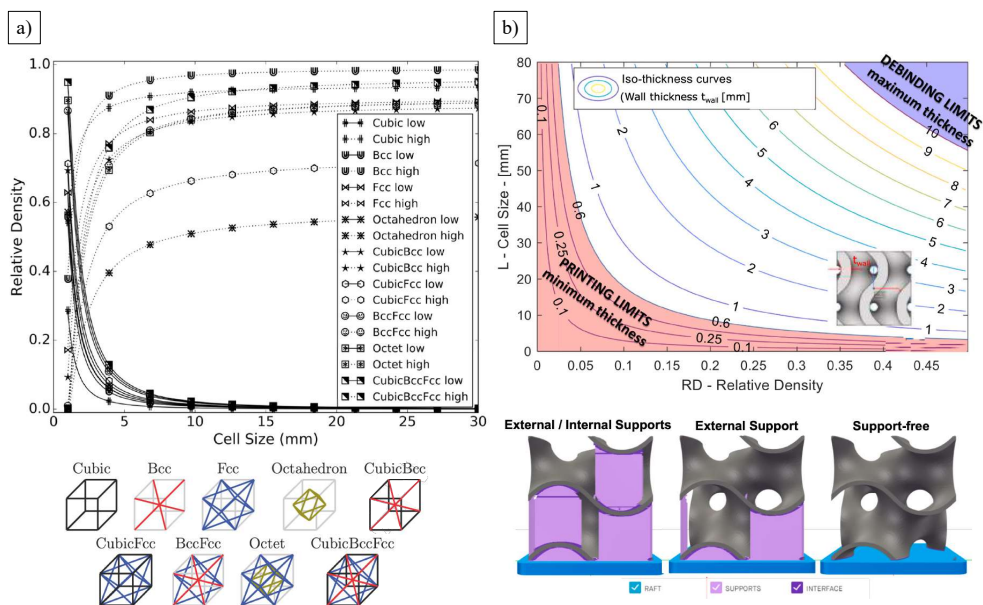 a)
1.0
0.8
0.6
0.4
0.2
0.0
Relative Density
0 5 10 15 20 25 30
Cell Size (mm)
Cubic low
Cubic high
Bcc low
Bcc high
Fcc low
Fcc high
Octahedron low
Octahedron high
CubicBcc low
CubicBcc high
CubicFcc low
CubicFcc high
BccFcc low
BccFcc high
Octet low
Octet high
CubicBccFcc low
CubicBccFcc high
Cubic Bcc Fcc Octahedron CubicBcc
CubicFcc BccFcc Octet CubicBccFcc
b)
80
70
60
50
40
30
20
10
0
L - Cell Size - [mm]
Iso-thickness curves
(Wall thickness t_wall [mm]
DEBINDING LIMITS
maximum thickness
PRINTING LIMITS
minimum thickness
0.1
0.25
0.6
1
2
3
4
5
6
0.1
0.25
0.6
1
2
3
4
5
6
7
8
9
10
0.1
0.25
0.6
1
2
3
4
t_wall
0 0.05 0.1 0.15 0.2 0.25 0.3 0.35 0.4 0.45
RD - Relative Density
External / Internal Supports External Support Support-free
RAFT SUPPORTS INTERFACE